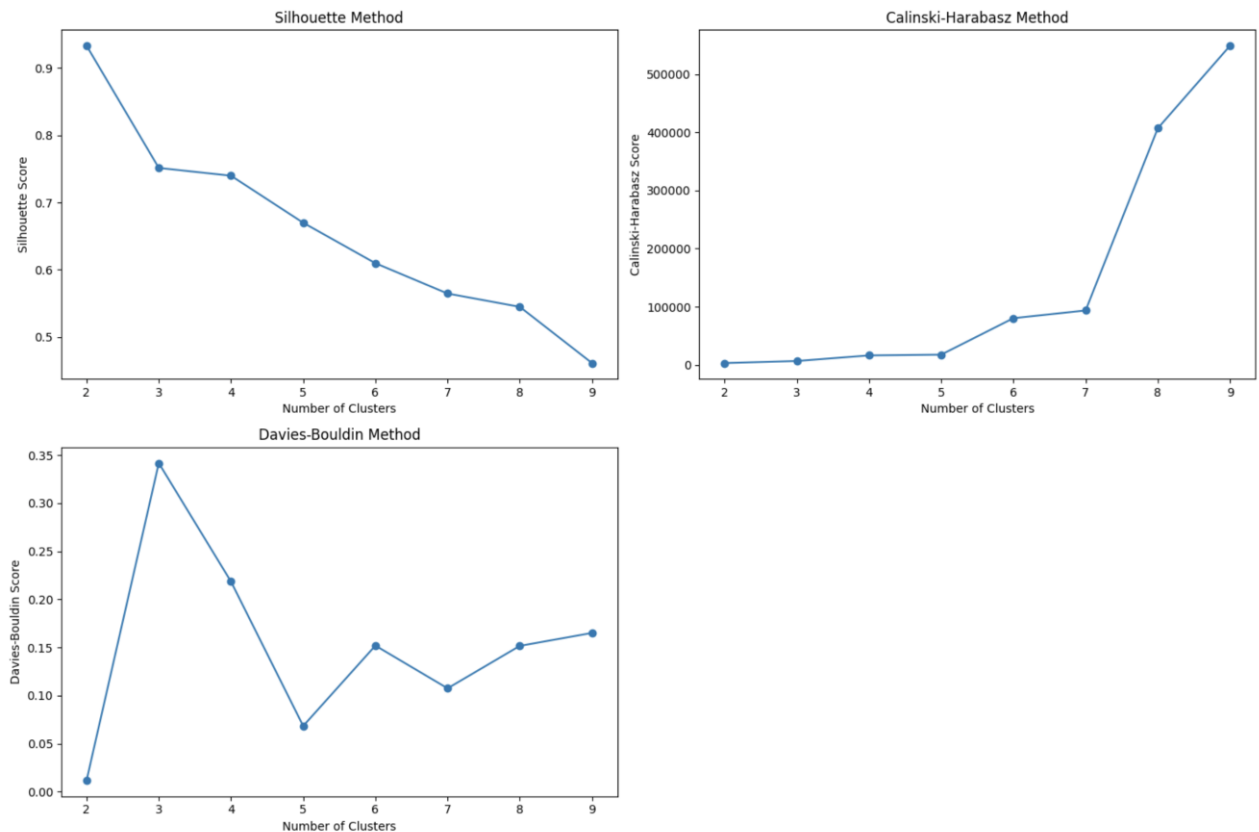 Silhouette Method
Silhouette Score
0.9
0.8
0.7
0.6
0.5
2 3 4 5 6 7 8 9
Number of Clusters
Calinski-Harabasz Method
Calinski-Harabasz Score
500000
400000
300000
200000
100000
0
2 3 4 5 6 7 8 9
Number of Clusters
Davies-Bouldin Method
Davies-Bouldin Score
0.35
0.30
0.25
0.20
0.15
0.10
0.05
0.00
2 3 4 5 6 7 8 9
Number of Clusters